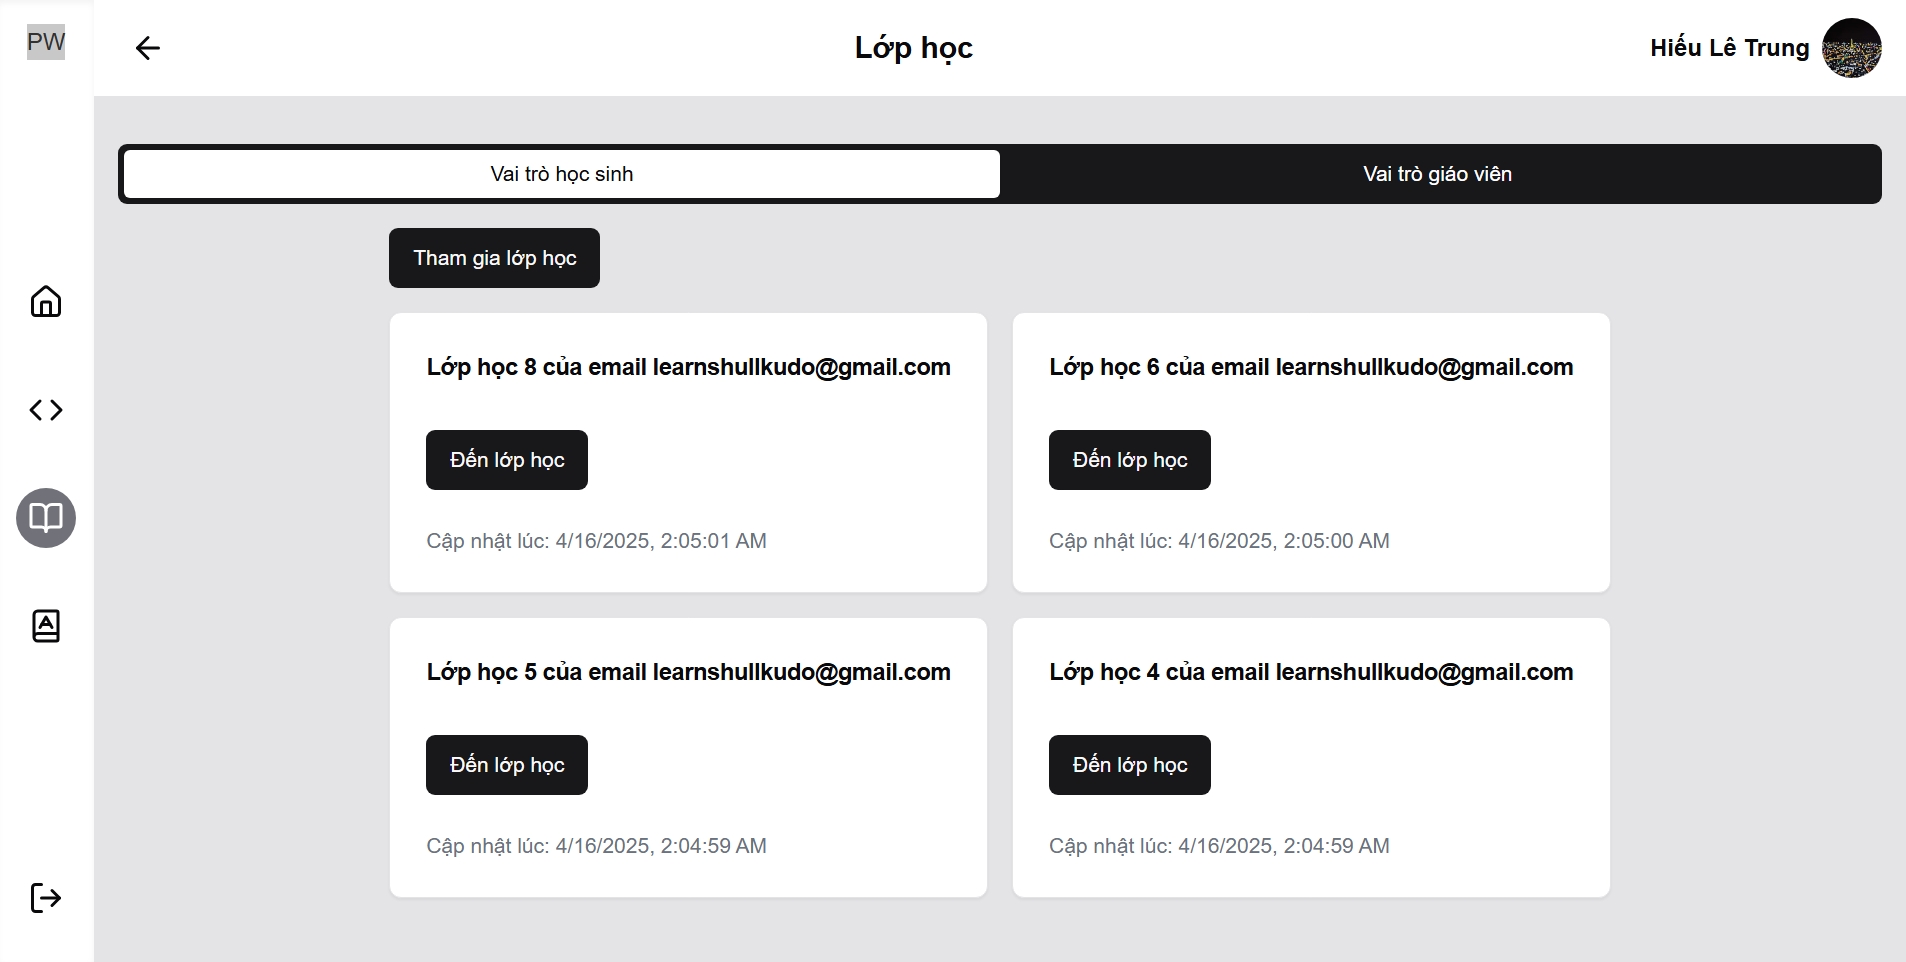 PW
Lớp học
Hiếu Lê Trung
Vai trò học sinh
Vai trò giáo viên
Tham gia lớp học
Lớp học 8 của email learnshullkudo@gmail.com
Đến lớp học
Cập nhật lúc: 4/16/2025, 2:05:01 AM
Lớp học 6 của email learnshullkudo@gmail.com
Đến lớp học
Cập nhật lúc: 4/16/2025, 2:05:00 AM
Lớp học 5 của email learnshullkudo@gmail.com
Đến lớp học
Cập nhật lúc: 4/16/2025, 2:04:59 AM
Lớp học 4 của email learnshullkudo@gmail.com
Đến lớp học
Cập nhật lúc: 4/16/2025, 2:04:59 AM